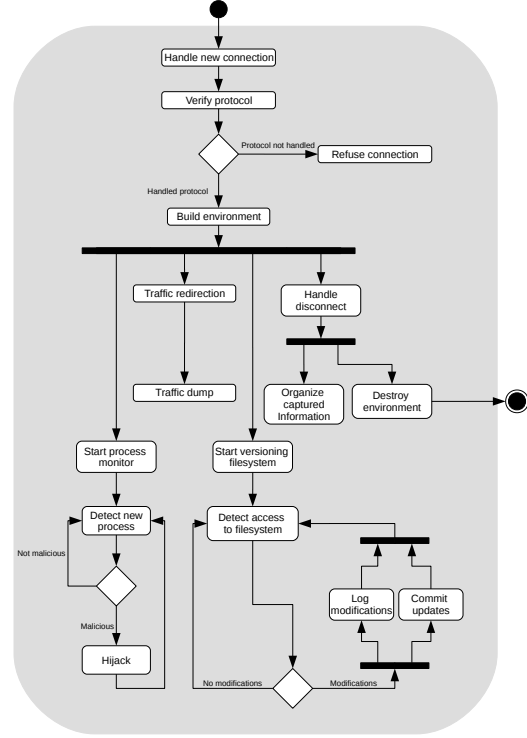 Handle new connection
Verify protocol
Protocol not handled
Refuse connection
Handled protocol
Build environment
Traffic redirection
Handle
disconnect
Traffic dump
Organize
captured
Information
Destroy
environment
Start process
monitor
Start versioning
filesystem
Detect new
process
Detect access
to filesystem
Not malicious
Log
modifications
Commit
updates
Malicious
Hijack
No modifications
Modifications